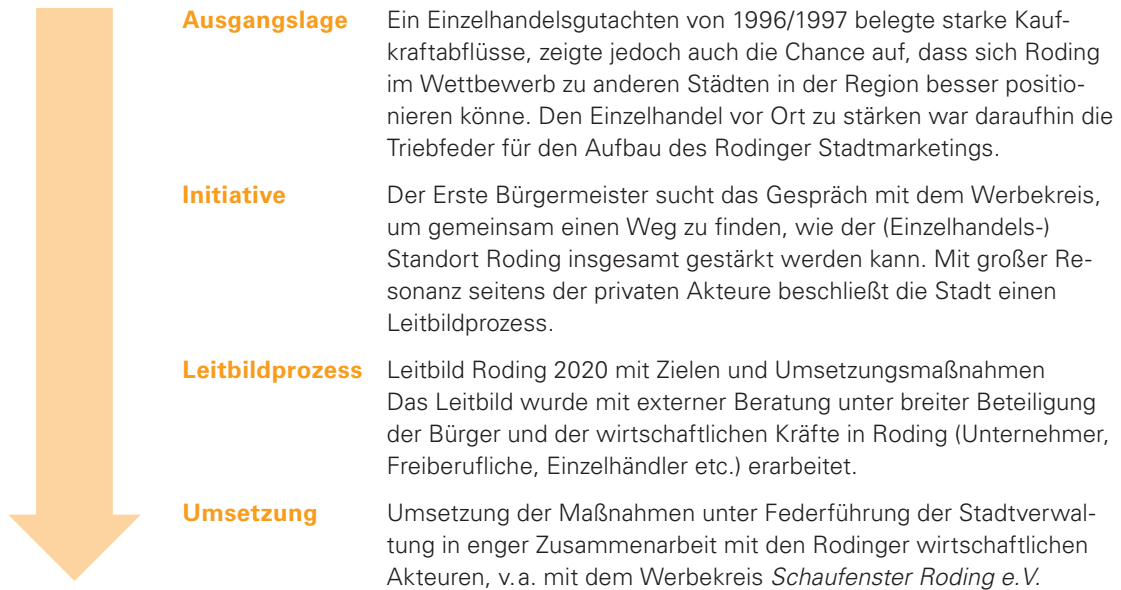 Ausgangslage Ein Einzelhandelsgutachten von 1996/1997 belegte starke Kauf-
kraftabflüsse, zeigte jedoch auch die Chance auf, dass sich Roding
im Wettbewerb zu anderen Städten in der Region besser positio-
nieren könne. Den Einzelhandel vor Ort zu stärken war daraufhin die
Triebfeder für den Aufbau des Rodinger Stadtmarketings.
Initiative Der Erste Bürgermeister sucht das Gespräch mit dem Werbekreis,
um gemeinsam einen Weg zu finden, wie der (Einzelhandels-)
Standort Roding insgesamt gestärkt werden kann. Mit großer Re-
sonanz seitens der privaten Akteure beschließt die Stadt einen
Leitbildprozess.
Leitbildprozess Leitbild Roding 2020 mit Zielen und Umsetzungsmaßnahmen
Das Leitbild wurde mit externer Beratung unter breiter Beteiligung
der Bürger und der wirtschaftlichen Kräfte in Roding (Unternehmer,
Freiberufliche, Einzelhändler etc.) erarbeitet.
Umsetzung Umsetzung der Maßnahmen unter Federführung der Stadtverwal-
tung in enger Zusammenarbeit mit den Rodinger wirtschaftlichen
Akteuren, v. a. mit dem Werbekreis Schaufenster Roding e. V.